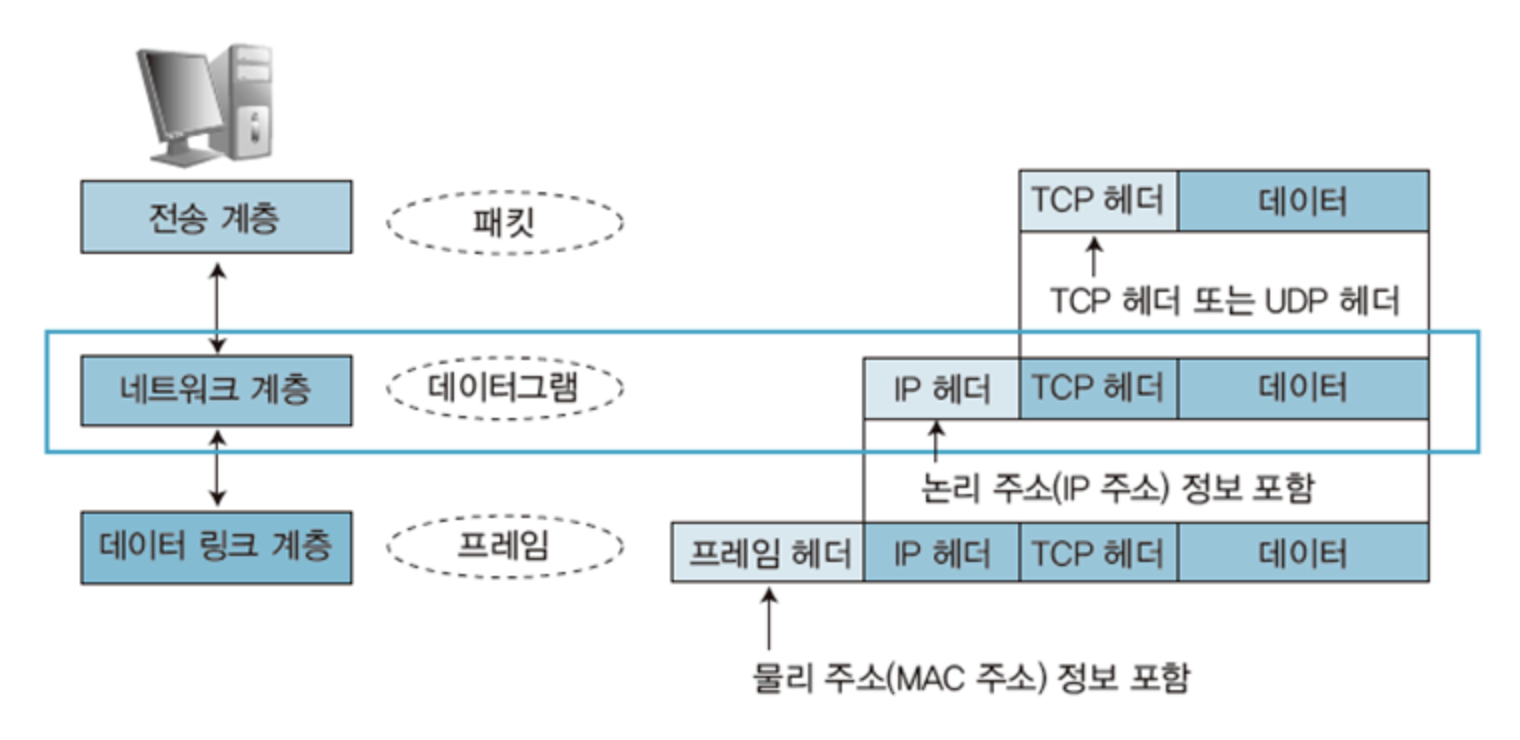 전송 계층
패킷
TCP 헤더
데이터
TCP 헤더 또는 UDP 헤더
네트워크 계층
데이터그램
IP 헤더
TCP 헤더
데이터
논리 주소(IP 주소) 정보 포함
데이터 링크 계층
프레임
프레임 헤더
IP 헤더
TCP 헤더
데이터
물리 주소(MAC 주소) 정보 포함